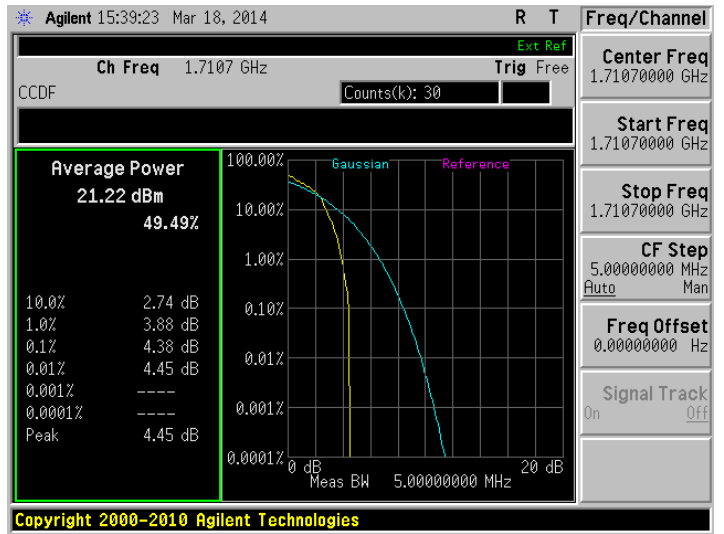 Agilent 15:39:23 Mar 18, 2014 R T
Ext Ref
Ch Freq 1.7107 GHz Trig Free
CCDF Counts(k): 30
Average Power
21.22 dBm
49.49%
10.0% 2.74 dB
1.0% 3.88 dB
0.1% 4.38 dB
0.01% 4.45 dB
0.001% ----
0.0001% ----
Peak 4.45 dB
Gaussian Reference
100.00%
10.00%
1.00%
0.10%
0.01%
0.001%
0.0001%
0 dB 20 dB
Meas BW 5.00000000 MHz
Freq/Channel
Center Freq
1.71070000 GHz
Start Freq
1.71070000 GHz
Stop Freq
1.71070000 GHz
CF Step
5.00000000 MHz
Auto Man
Freq Offset
0.00000000 Hz
Signal Track
On Off
Copyright 2000-2010 Agilent Technologies